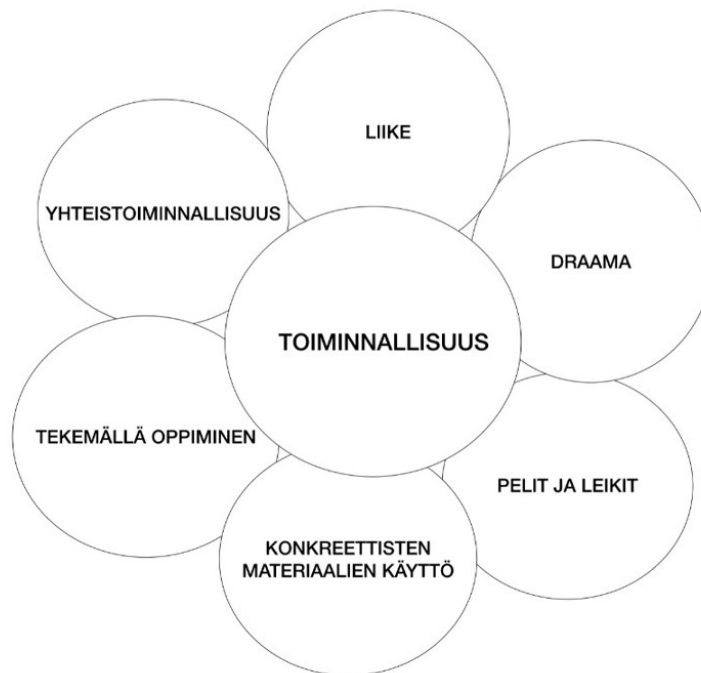 LIIKE
YHTEISTOIMINNALLISUUS
DRAAMA
TOIMINNALLISUUS
TEKEMÄLLÄ OPPIMINEN
PELIT JA LEIKIT
KONKREETTISTEN
MATERIAALIEN KÄYTTÖ